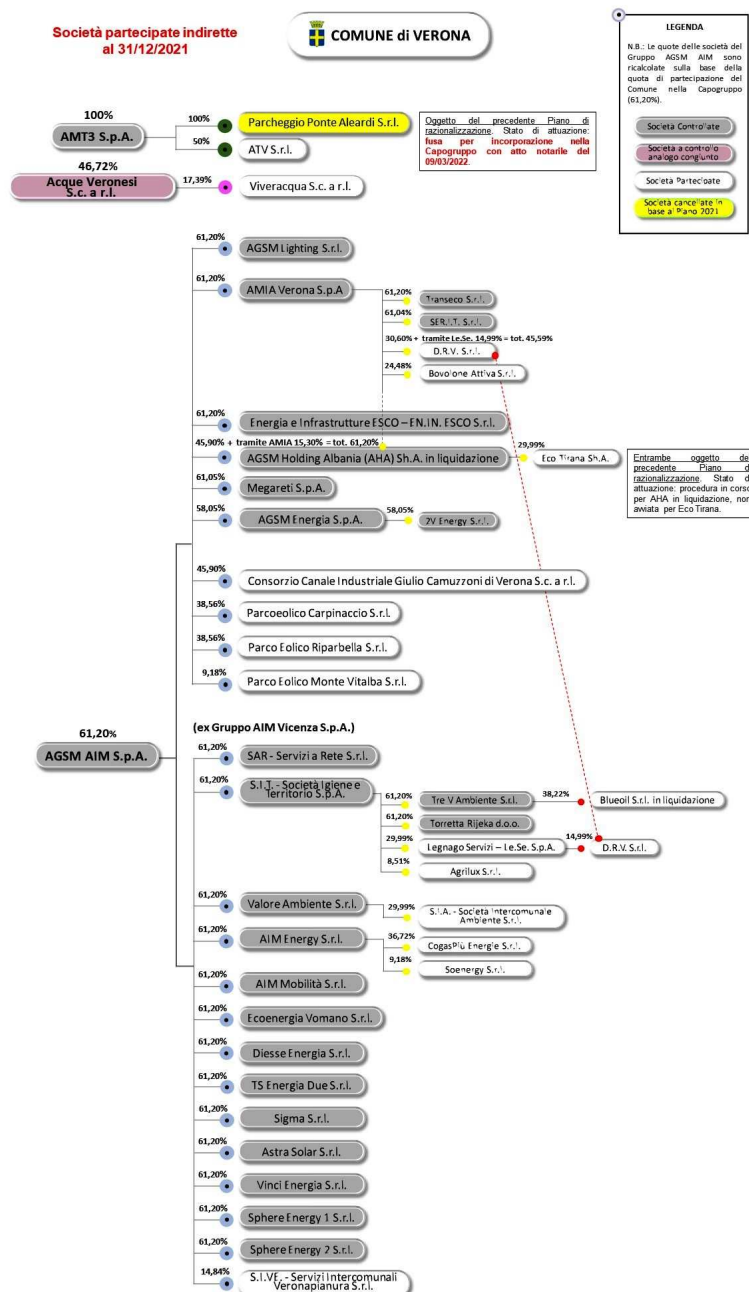 Società partecipate indirette
al 31/12/2021
COMUNE di VERONA
LEGENDA
N.B.: Le quote delle società del
Gruppo AGSM AIM sono
ricalcolate sulla base della
quota di partecipazione del
Comune nella Capogruppo
(61,20%).
Società Controllate
Società a controllo
analogo congiunto
Società Partecipate
Società cancellate in
base al Piano 2021
100%
AMT3 S.p.A.
100%
Parcheggio Ponte Aleardi S.r.l.
50%
ATV S.r.l.
Oggetto del precedente Piano di
razionalizzazione. Stato di attuazione:
fusa per incorporazione nella
Capogruppo con atto notarile del
09/03/2022.
46,72%
Acque Veronesi
S.c. a r.l.
17,39%
Viveracqua S.c. a r.l.
61,20%
AGSM Lighting S.r.l.
61,20%
AMIA Verona S.p.A
61,20%
Transeco S.r.l.
61,04%
SER.I.T. S.r.l.
30,60% + tramite Le.Se. 14,99% = tot. 45,59%
D.R.V. S.r.l.
24,48%
Bovolone Attiva S.r.l.
61,20%
Energia e Infrastrutture ESCO – EN.IN. ESCO S.r.l.
45,90% + tramite AMIA 15,30% = tot. 61,20%
AGSM Holding Albania (AHA) Sh.A. in liquidazione
29,99%
Eco Tirana Sh.A.
Entrambe oggetto del
precedente Piano di
razionalizzazione. Stato di
attuazione: procedura in corso
per AHA in liquidazione, non
avviata per Eco Tirana.
61,05%
Megareti S.p.A.
58,05%
AGSM Energia S.p.A.
58,05%
2V Energy S.r.l.
45,90%
Consorzio Canale Industriale Giulio Camuzzoni di Verona S.c. a r.l.
38,56%
Parcoeolico Carpinaccio S.r.l.
38,56%
Parco Eolico Riparbella S.r.l.
9,18%
Parco Eolico Monte Vitalba S.r.l.
61,20%
AGSM AIM S.p.A.
(ex Gruppo AIM Vicenza S.p.A.)
61,20%
SAR - Servizi a Rete S.r.l.
61,20%
S.I.T. - Società Igiene e
Territorio S.p.A.
61,20%
Tre V Ambiente S.r.l.
38,22%
Blueoil S.r.l. in liquidazione
61,20%
Torretta Rijeka d.o.o.
29,99%
Legnago Servizi – Le.Se. S.p.A.
14,99%
D.R.V. S.r.l.
8,51%
Agrilux S.r.l.
61,20%
Valore Ambiente S.r.l.
29,99%
S.I.A. - Società Intercomunale
Ambiente S.r.l.
61,20%
AIM Energy S.r.l.
36,72%
CogasPiù Energie S.r.l.
9,18%
Soenergy S.r.l.
61,20%
AIM Mobilità S.r.l.
61,20%
Ecoenergia Vomano S.r.l.
61,20%
Diesse Energia S.r.l.
61,20%
TS Energia Due S.r.l.
61,20%
Sigma S.r.l.
61,20%
Astra Solar S.r.l.
61,20%
Vinci Energia S.r.l.
61,20%
Sphere Energy 1 S.r.l.
61,20%
Sphere Energy 2 S.r.l.
14,84%
S.I.VE. - Servizi Intercomunali
Veronapianura S.r.l.